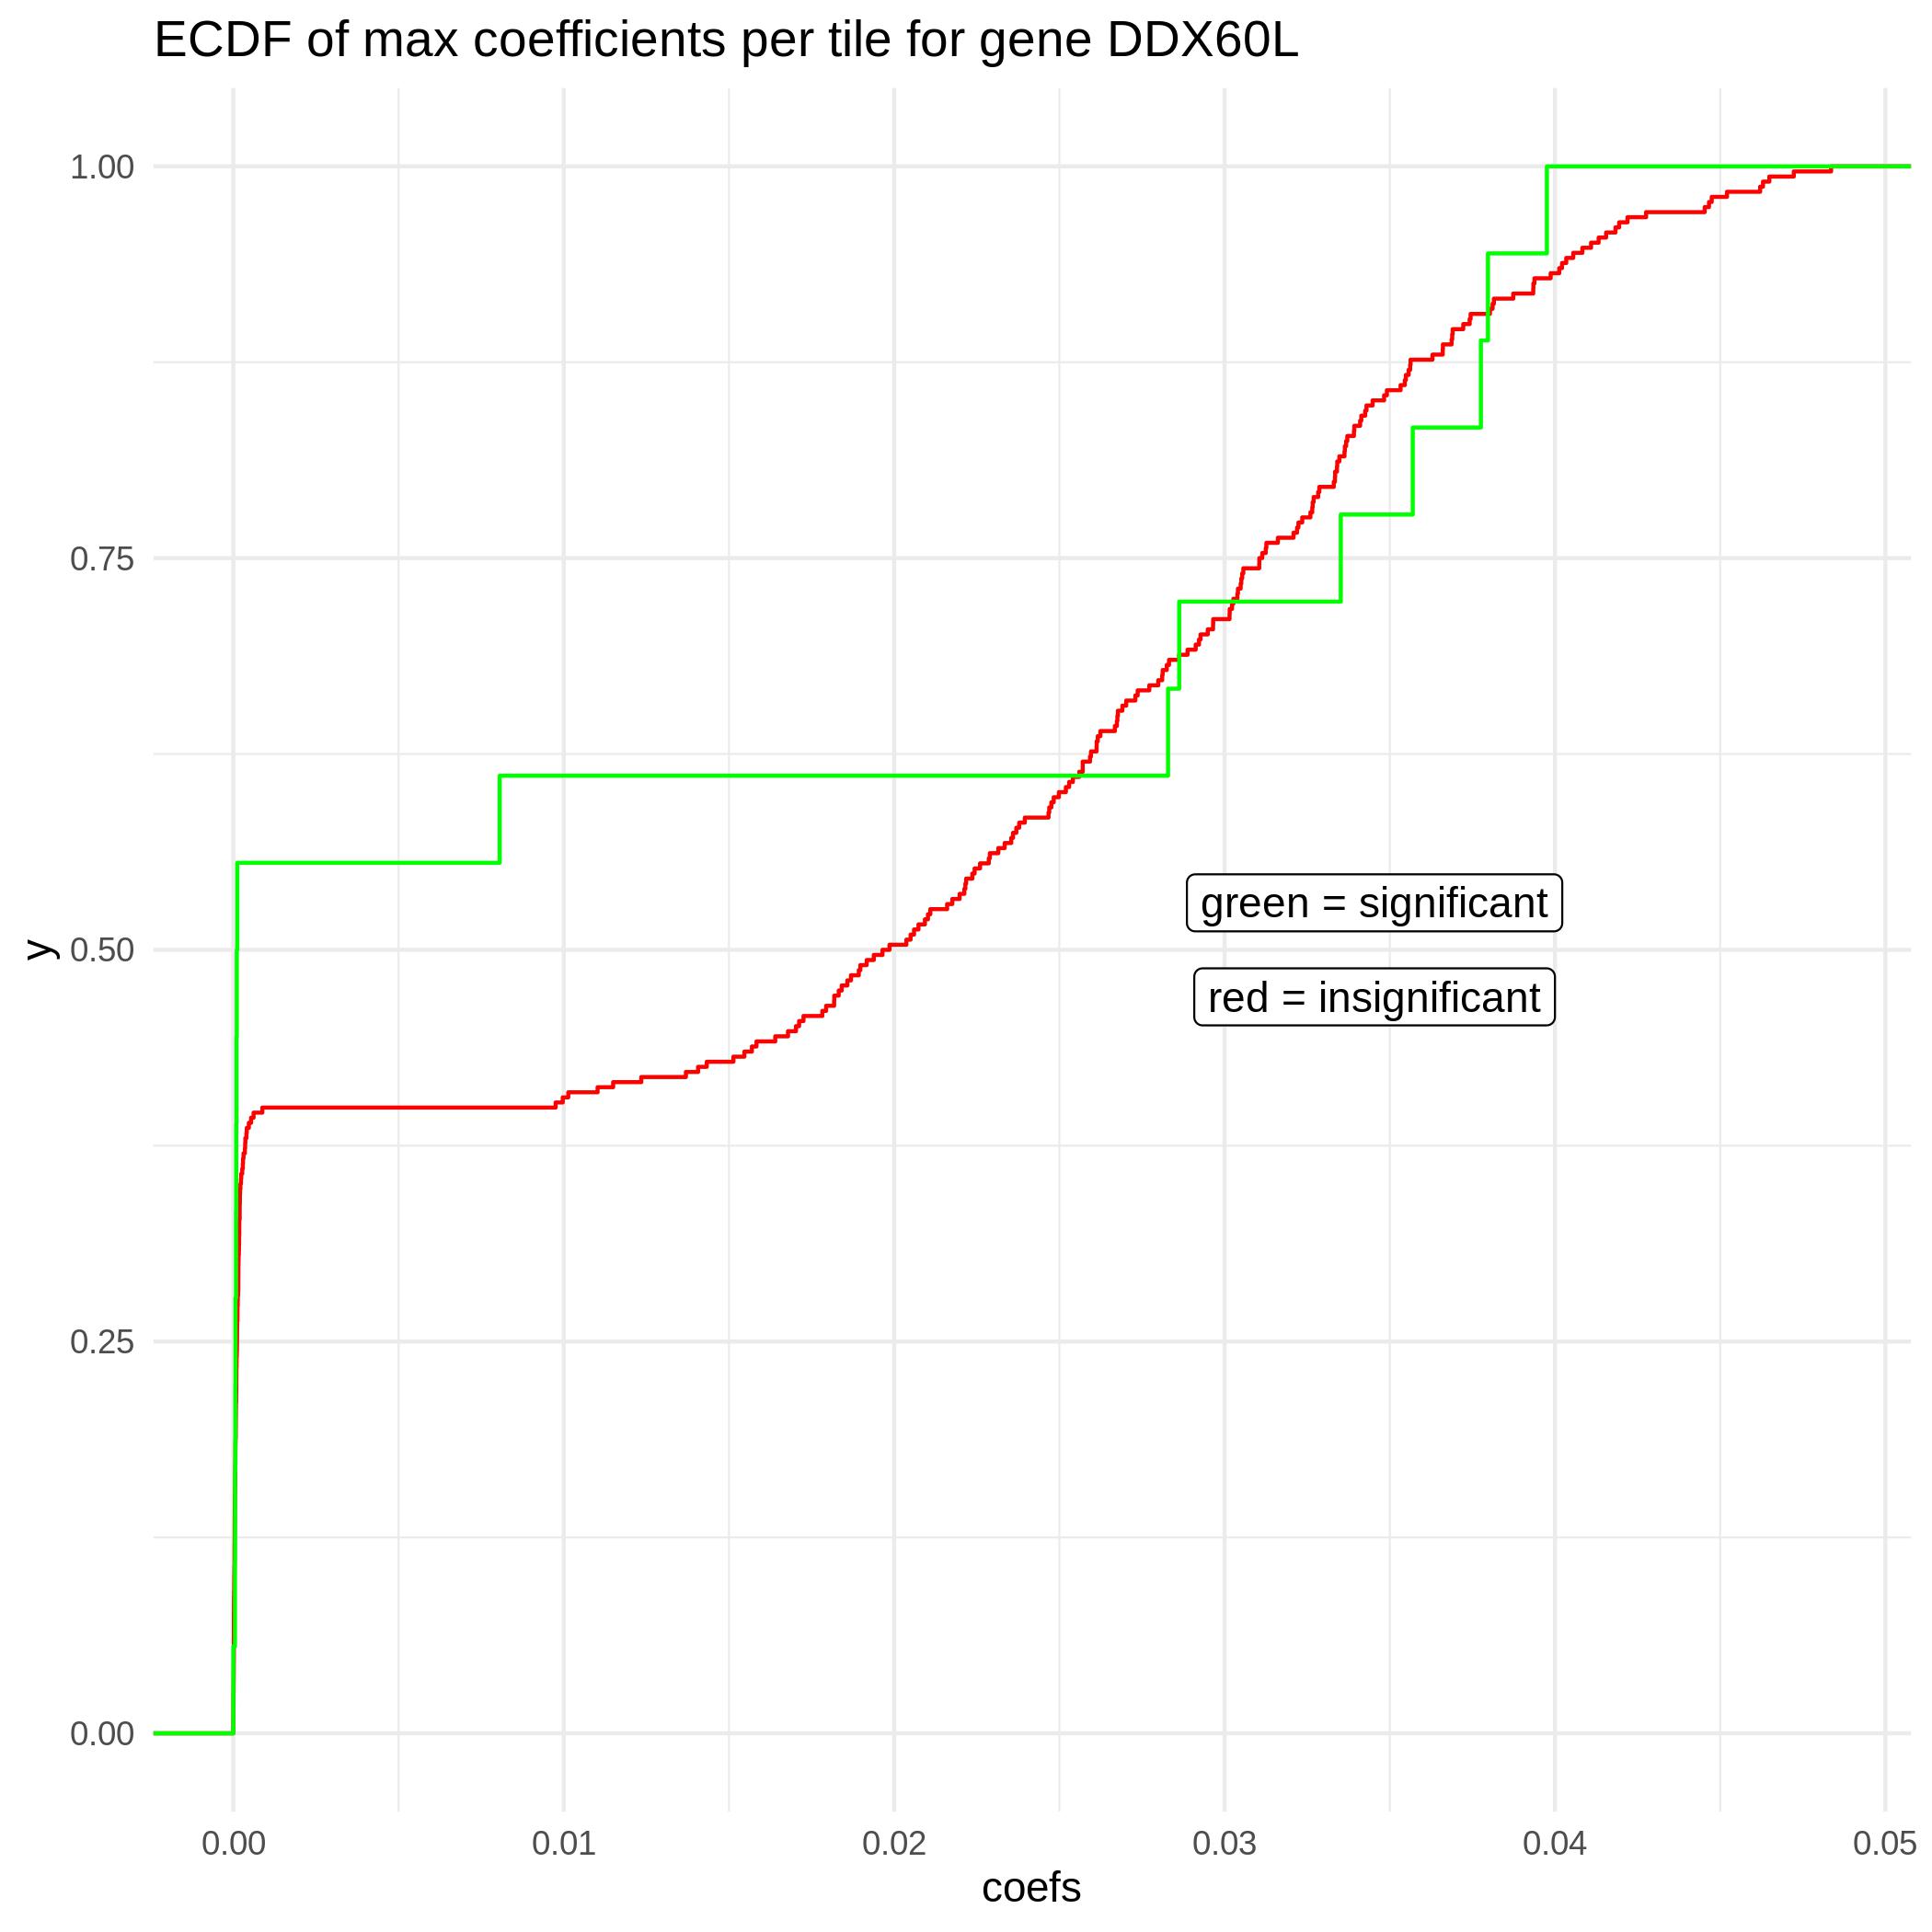 ECDF of max coefficients per tile for gene DDX60L
1.00
0.75
0.50
0.25
0.00
y
green = significant
red = insignificant
0.00 0.01 0.02 0.03 0.04 0.05
coefs